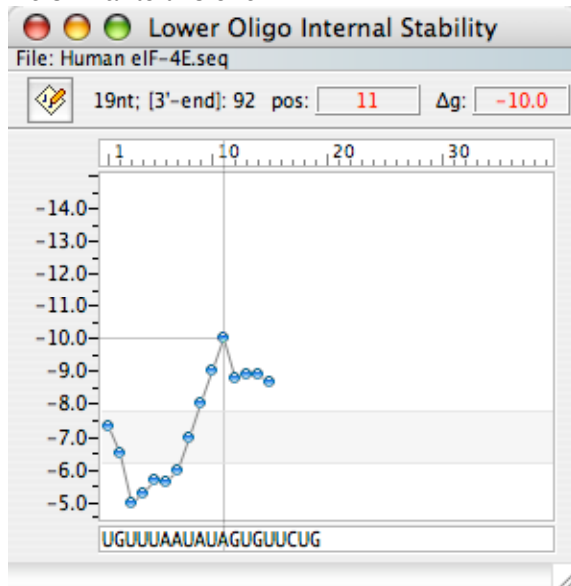 Lower Oligo Internal Stability
File: Human eIF-4E.seq
19nt; [3'-end]: 92 pos: 11 Δg: -10.0
1 10 20 30
-14.0
-13.0
-12.0
-11.0
-10.0
-9.0
-8.0
-7.0
-6.0
-5.0
UGUUUAAUAUAGUGUUCUG